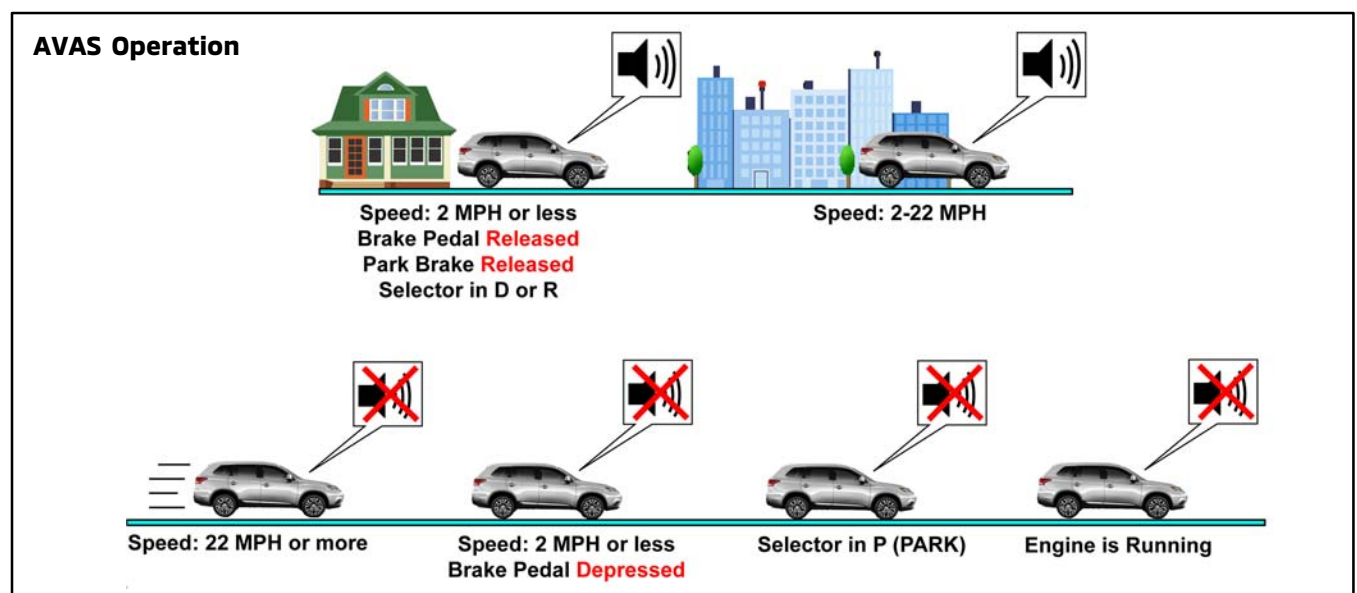 AVAS Operation
Speed: 2 MPH or less
Brake Pedal Released
Park Brake Released
Selector in D or R
Speed: 2-22 MPH
Speed: 22 MPH or more
Speed: 2 MPH or less
Brake Pedal Depressed
Selector in P (PARK)
Engine is Running